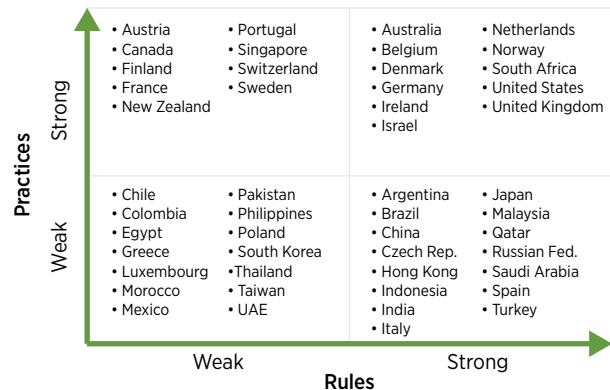 Practices
Strong
• Austria
• Canada
• Finland
• France
• New Zealand
• Portugal
• Singapore
• Switzerland
• Sweden
• Australia
• Belgium
• Denmark
• Germany
• Ireland
• Israel
• Netherlands
• Norway
• South Africa
• United States
• United Kingdom
Weak
• Chile
• Colombia
• Egypt
• Greece
• Luxembourg
• Morocco
• Mexico
• Pakistan
• Philippines
• Poland
• South Korea
•Thailand
• Taiwan
• UAE
• Argentina
• Brazil
• China
• Czech Rep.
• Hong Kong
• Indonesia
• India
• Italy
• Japan
• Malaysia
• Qatar
• Russian Fed.
• Saudi Arabia
• Spain
• Turkey
Weak
Strong
Rules